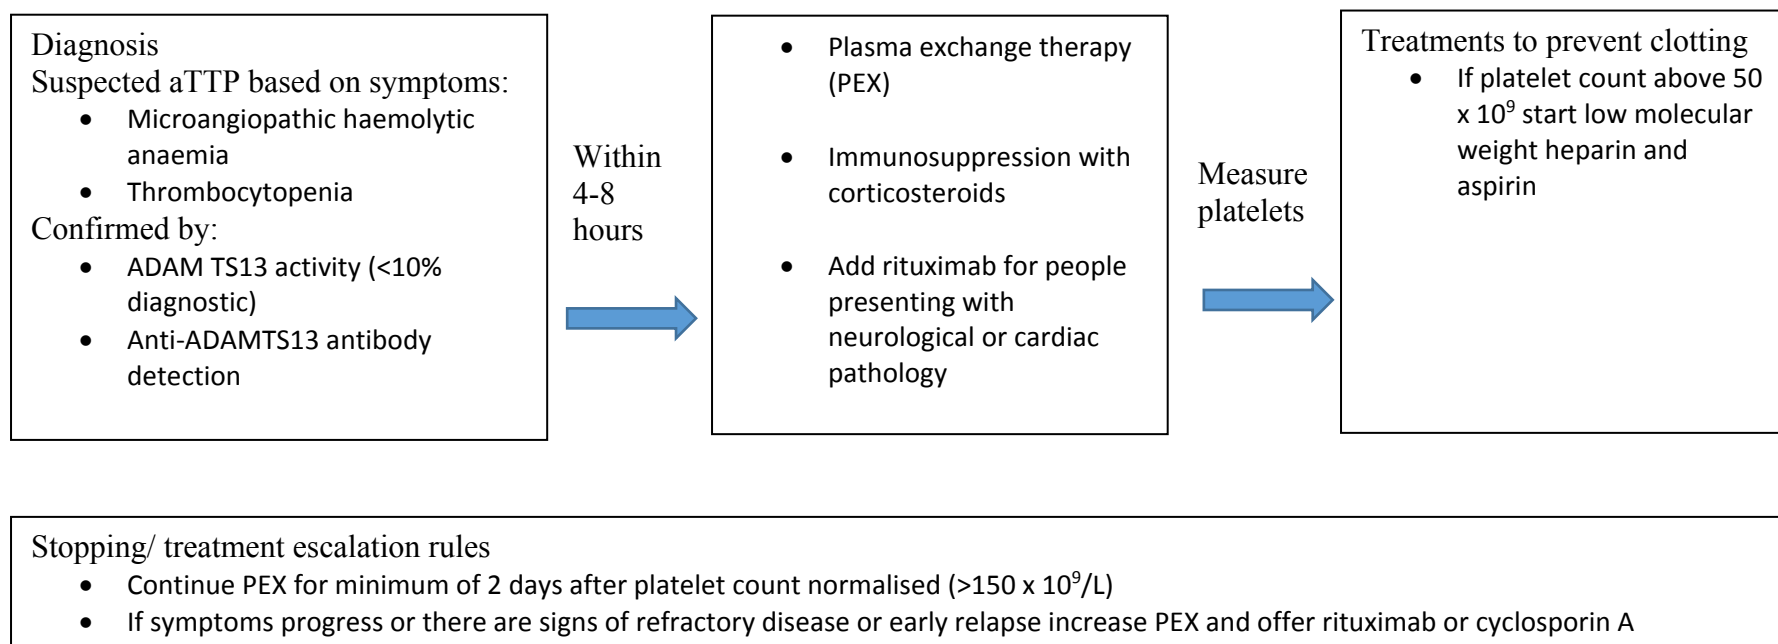 Diagnosis
Suspected aTTP based on symptoms:
• Microangiopathic haemolytic
anaemia
• Thrombocytopenia
Confirmed by:
• ADAM TS13 activity (<10%
diagnostic)
• Anti-ADAMTS13 antibody
detection
Within
4-8
hours
• Plasma exchange therapy
(PEX)
• Immunosuppression with
corticosteroids
• Add rituximab for people
presenting with
neurological or cardiac
pathology
Measure
platelets
Treatments to prevent clotting
• If platelet count above 50
x 10⁹ start low molecular
weight heparin and
aspirin
Stopping/ treatment escalation rules
• Continue PEX for minimum of 2 days after platelet count normalised (>150 x 10⁹/L)
• If symptoms progress or there are signs of refractory disease or early relapse increase PEX and offer rituximab or cyclosporin A